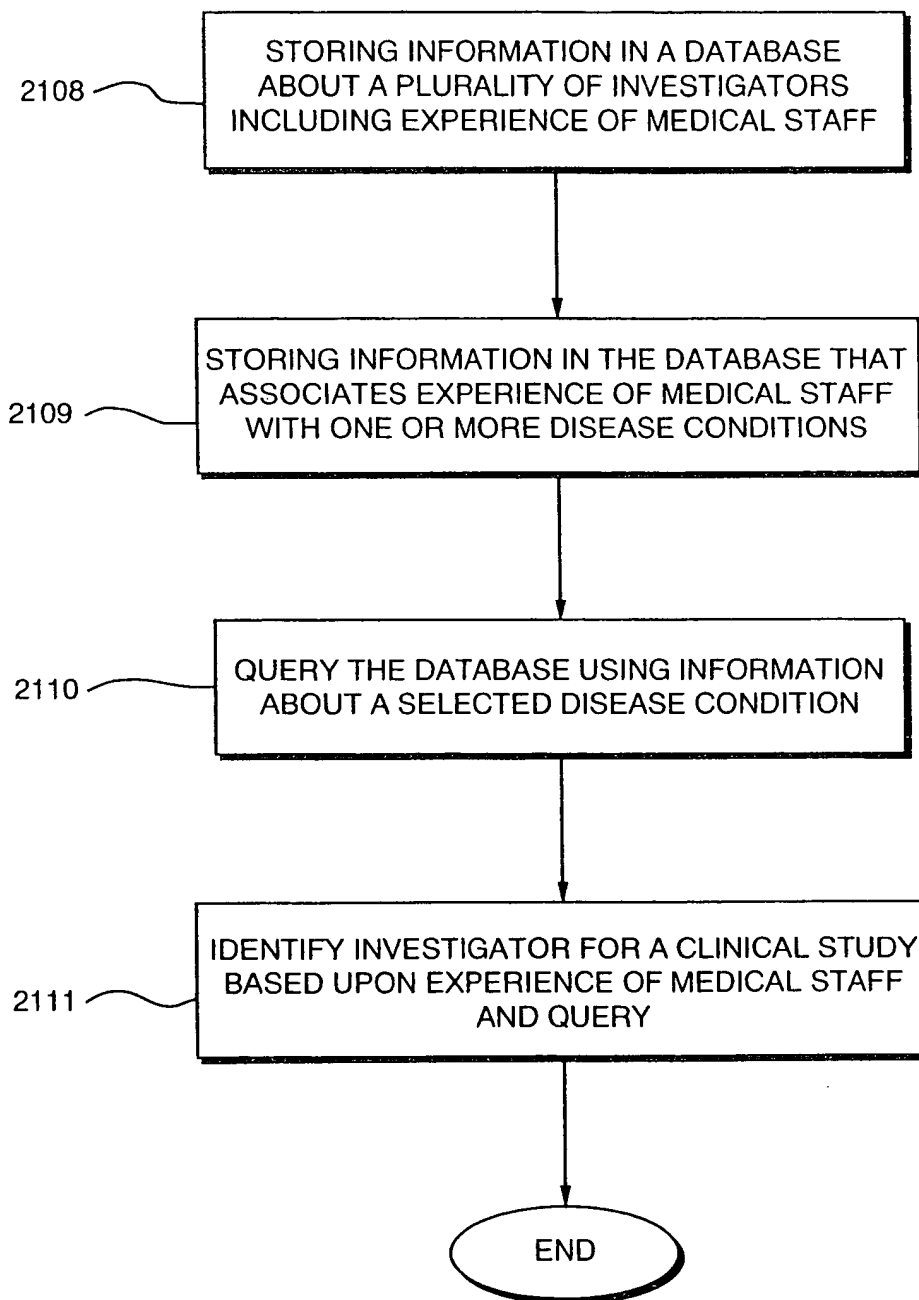 2108
STORING INFORMATION IN A DATABASE
ABOUT A PLURALITY OF INVESTIGATORS
INCLUDING EXPERIENCE OF MEDICAL STAFF
2109
STORING INFORMATION IN THE DATABASE THAT
ASSOCIATES EXPERIENCE OF MEDICAL STAFF
WITH ONE OR MORE DISEASE CONDITIONS
2110
QUERY THE DATABASE USING INFORMATION
ABOUT A SELECTED DISEASE CONDITION
2111
IDENTIFY INVESTIGATOR FOR A CLINICAL STUDY
BASED UPON EXPERIENCE OF MEDICAL STAFF
AND QUERY
END